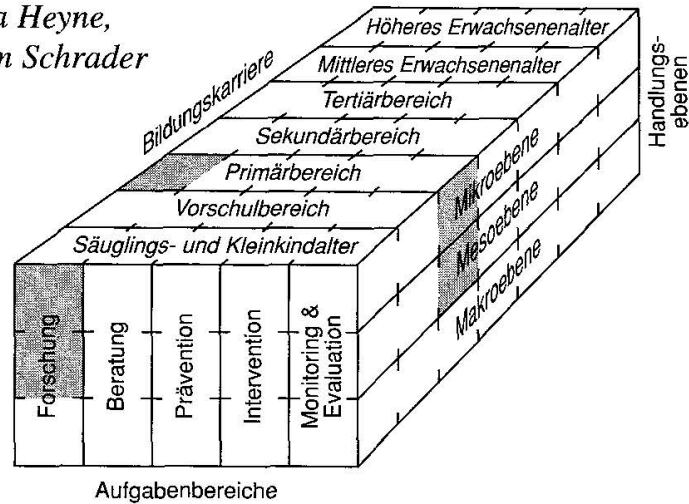 a Heyne,
n Schrader
Bildungskarriere
Höheres Erwachsenenalter
Mittleres Erwachsenenalter
Tertiärbereich
Sekundärbereich
Primärbereich
Vorschulbereich
Säuglings- und Kleinkindalter
Handlungs-
ebenen
Mikroebene
Mesoebene
Makroebene
Forschung
Beratung
Prävention
Intervention
Monitoring &
Evaluation
Aufgabenbereiche